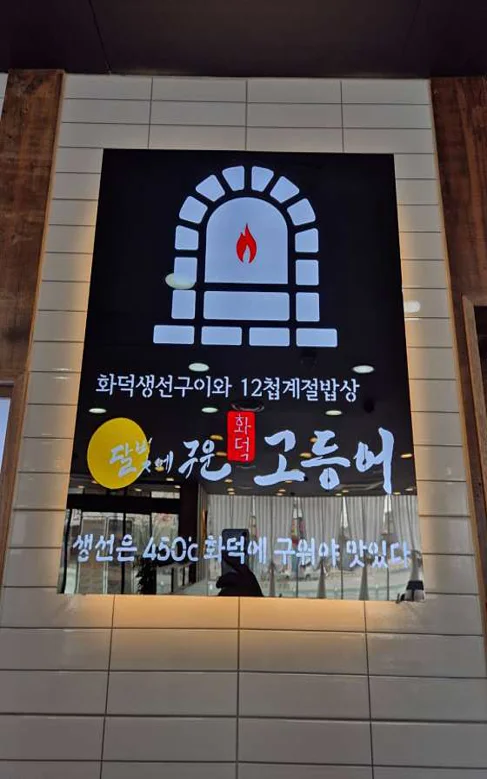 화덕생선구이와 12첩계절밥상
달빛에 구운 화덕 고등어
생선은 450℃ 화덕에 구워야 맛있다